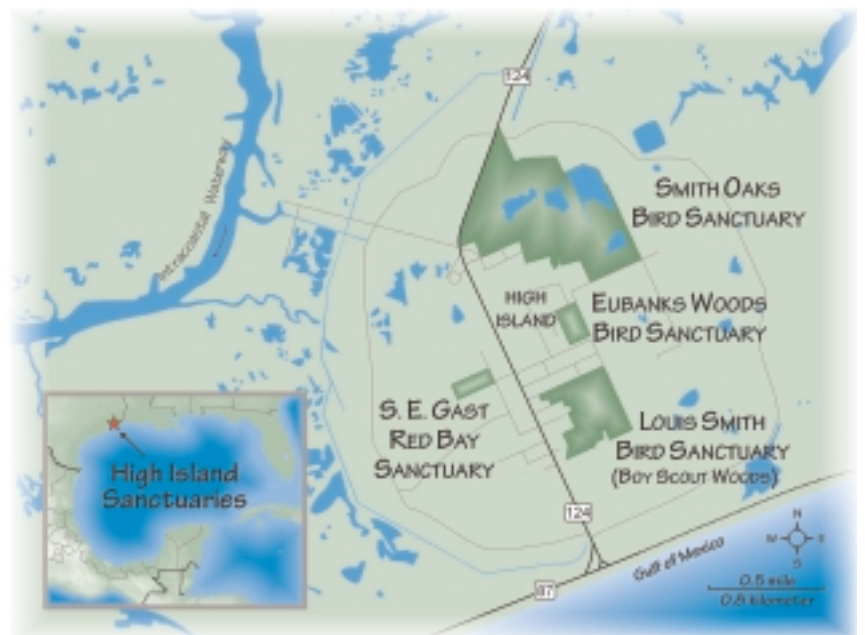 124
Intracoastal Waterway
SMITH OAKS
BIRD SANCTUARY
HIGH
ISLAND
EUBANKS WOODS
BIRD SANCTUARY
S. E. GAST
RED BAY
SANCTUARY
LOUIS SMITH
BIRD SANCTUARY
(BOY SCOUT WOODS)
High Island
Sanctuaries
124
87
Gulf of Mexico
N
W E
S
0.5 mile
0.8 kilometer